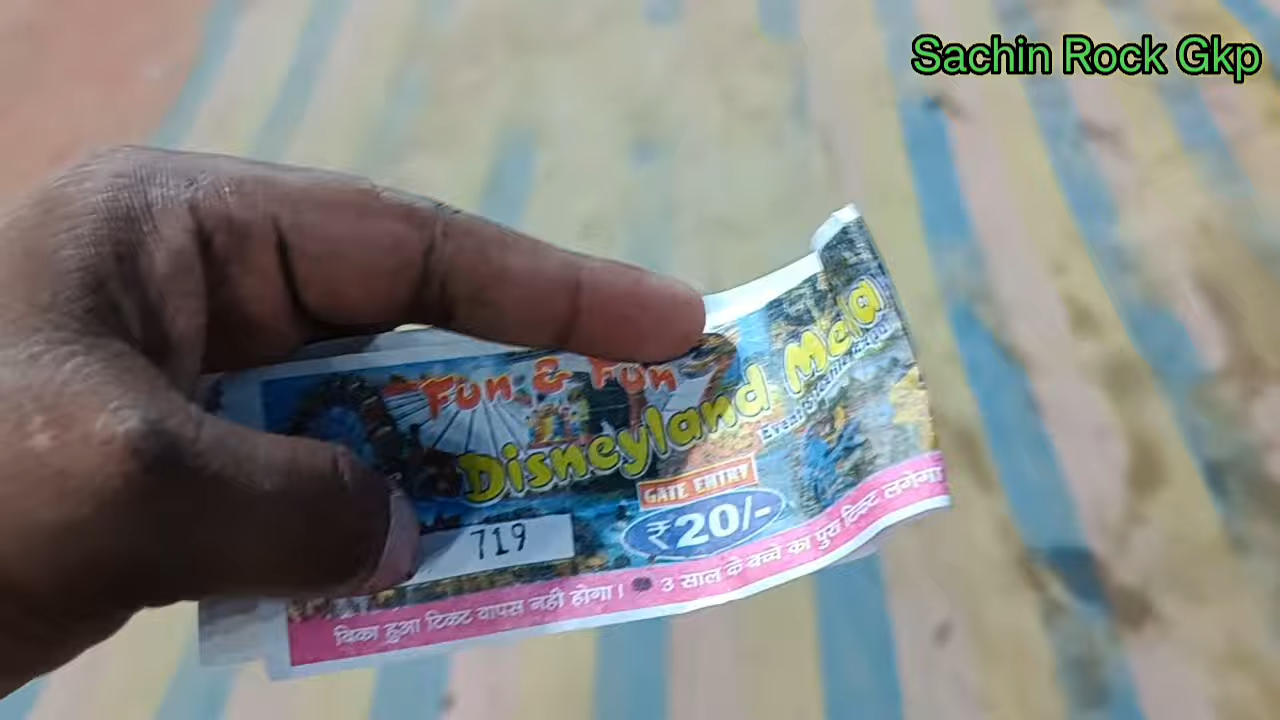 Sachin Rock Gkp
Fun & Fun
Disneyland Mela
GATE ENTRY
₹20/-
719
बिका हुआ टिकट वापस नही होगा। 3 साल के बच्चे का पुरा टिकट लगेगा